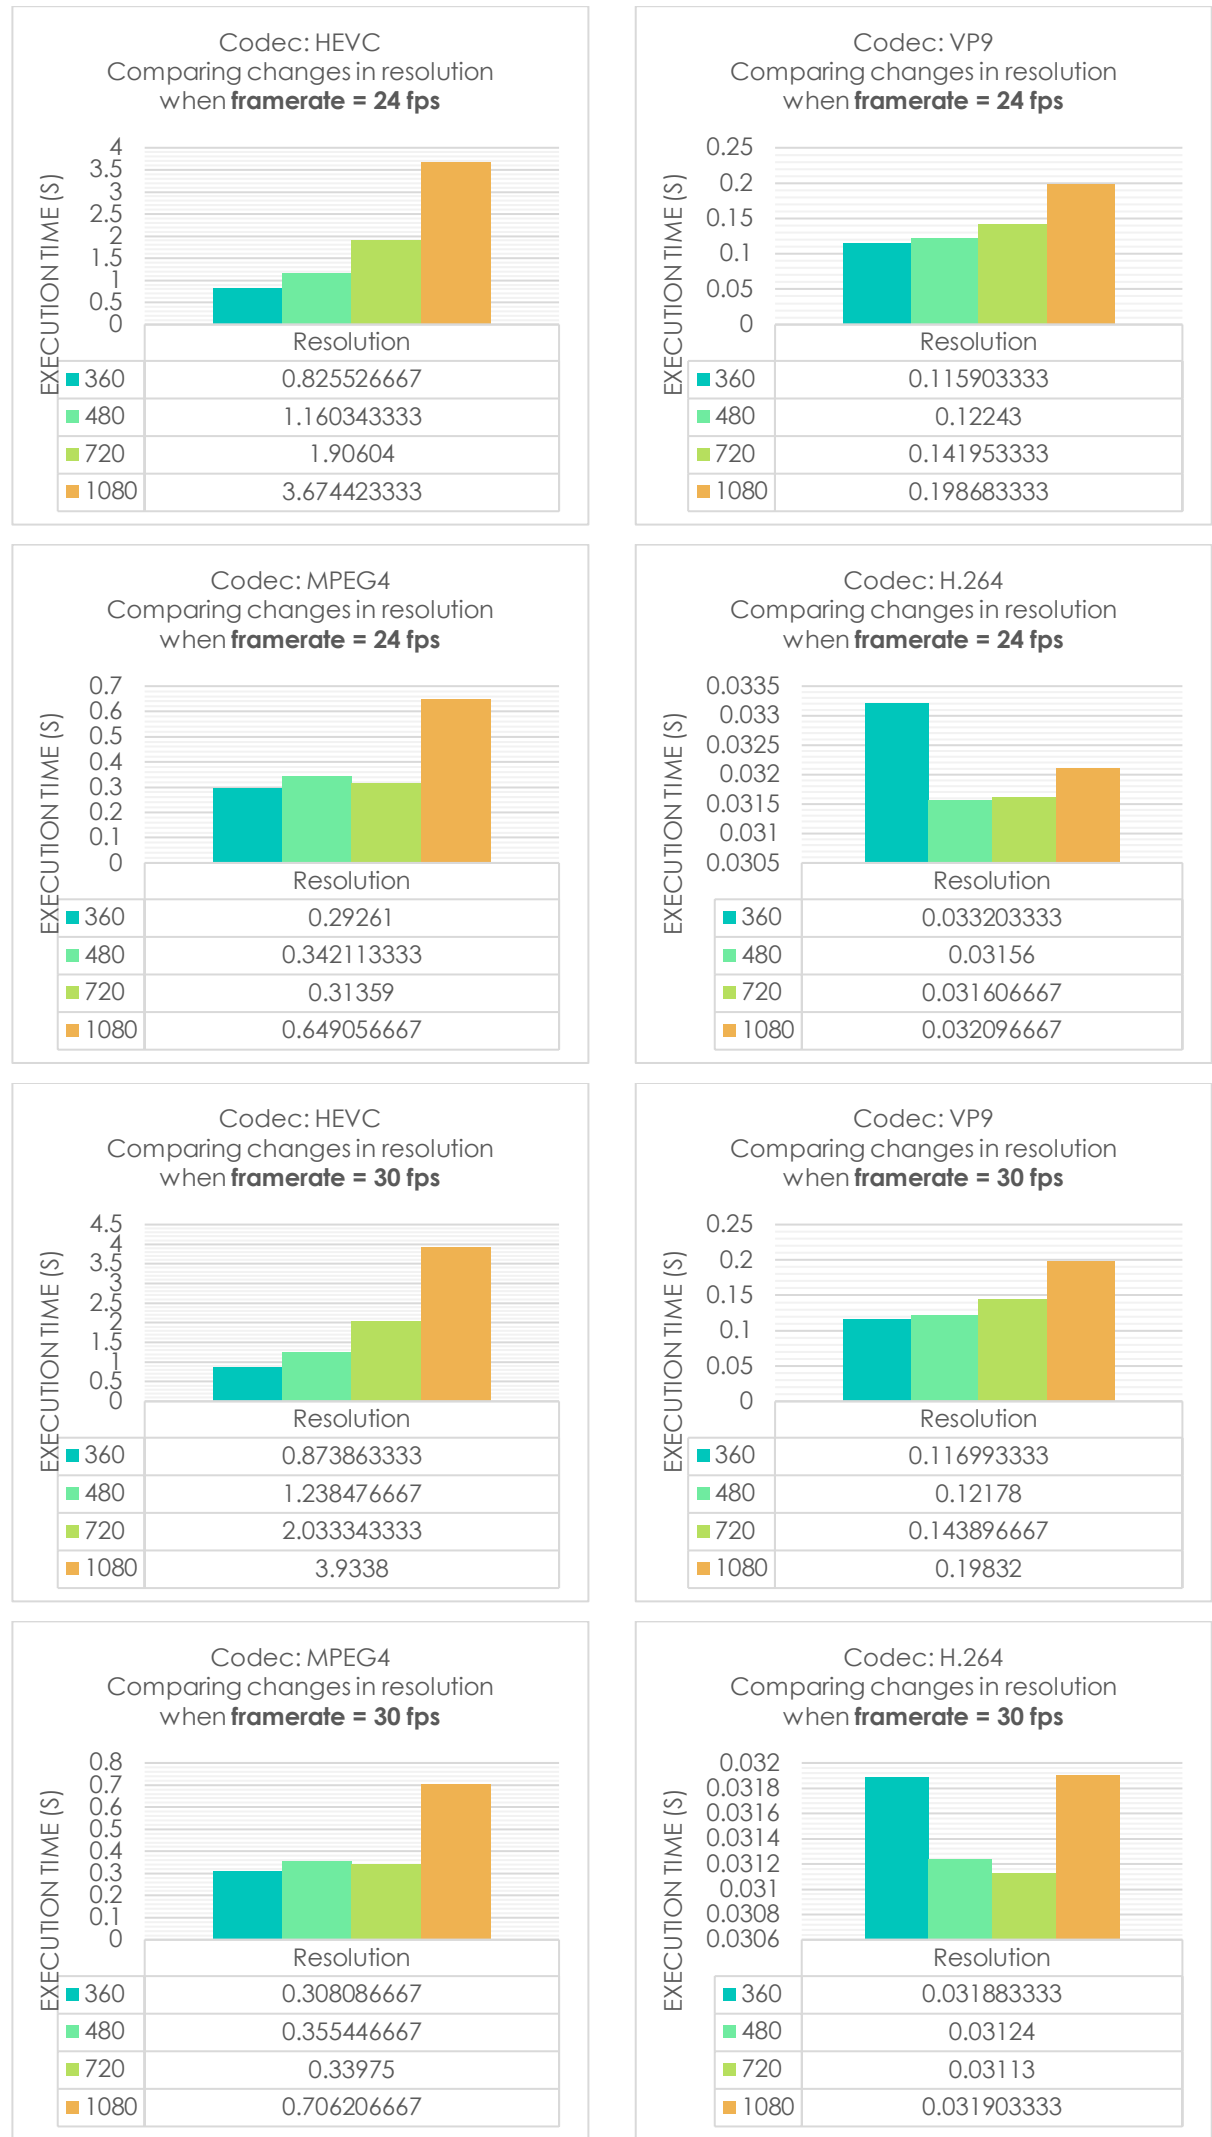 Codec: HEVC
Comparing changes in resolution
when framerate = 24 fps
EXECUTION TIME (S)
4
3.5
3
2.5
2
1.5
1
0.5
0
Resolution
360 0.825526667
480 1.160343333
720 1.90604
1080 3.674423333
Codec: VP9
Comparing changes in resolution
when framerate = 24 fps
EXECUTION TIME (S)
0.25
0.2
0.15
0.1
0.05
0
Resolution
360 0.115903333
480 0.12243
720 0.141953333
1080 0.198683333
Codec: MPEG4
Comparing changes in resolution
when framerate = 24 fps
EXECUTION TIME (S)
0.7
0.6
0.5
0.4
0.3
0.2
0.1
0
Resolution
360 0.29261
480 0.342113333
720 0.31359
1080 0.649056667
Codec: H.264
Comparing changes in resolution
when framerate = 24 fps
EXECUTION TIME (S)
0.0335
0.033
0.0325
0.032
0.0315
0.031
0.0305
Resolution
360 0.033203333
480 0.03156
720 0.031606667
1080 0.032096667
Codec: HEVC
Comparing changes in resolution
when framerate = 30 fps
EXECUTION TIME (S)
4.5
4
3.5
3
2.5
2
1.5
1
0.5
0
Resolution
360 0.873863333
480 1.238476667
720 2.033343333
1080 3.9338
Codec: VP9
Comparing changes in resolution
when framerate = 30 fps
EXECUTION TIME (S)
0.25
0.2
0.15
0.1
0.05
0
Resolution
360 0.116993333
480 0.12178
720 0.143896667
1080 0.19832
Codec: MPEG4
Comparing changes in resolution
when framerate = 30 fps
EXECUTION TIME (S)
0.8
0.7
0.6
0.5
0.4
0.3
0.2
0.1
0
Resolution
360 0.308086667
480 0.355446667
720 0.33975
1080 0.706206667
Codec: H.264
Comparing changes in resolution
when framerate = 30 fps
EXECUTION TIME (S)
0.032
0.0318
0.0316
0.0314
0.0312
0.031
0.0308
0.0306
Resolution
360 0.031883333
480 0.03124
720 0.03113
1080 0.031903333